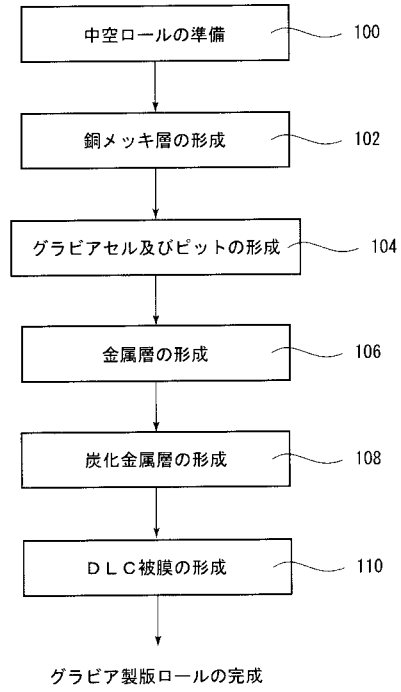 中空ロールの準備
100
銅メッキ層の形成
102
グラビアセル及びピットの形成
104
金属層の形成
106
炭化金属層の形成
108
DLC被膜の形成
110
グラビア製版ロールの完成